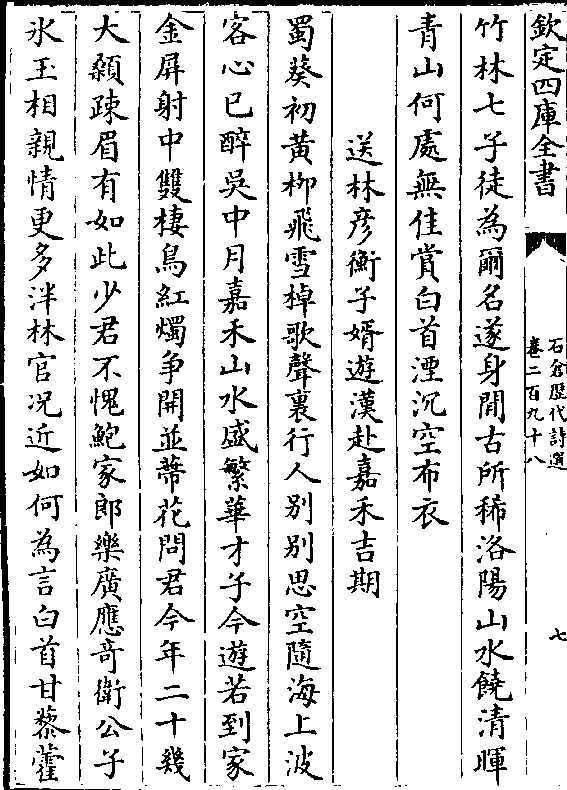 欽定四庫全書
石倉歷代詩選
卷二百九十八
七
竹林七子徒為爾名遂身閒古所稀洛陽山水饒清暉
青山何處無佳賞白首湮沉空布衣
送林彦衡子婿遊漢赴嘉禾吉期
蜀葵初黃柳飛雪棹歌聲裏行人别别思空隨海上波
客心已醉吳中月嘉禾山水盛繁華才子今遊若到家
金屏射中雙棲鳥紅燭争開並蔕花問君今年二十幾
大顙踈眉有如此少君不愧鮑家郎樂廣應竒衛公子
氷玉相親情更多泮林官况近如何為言白首甘藜藿